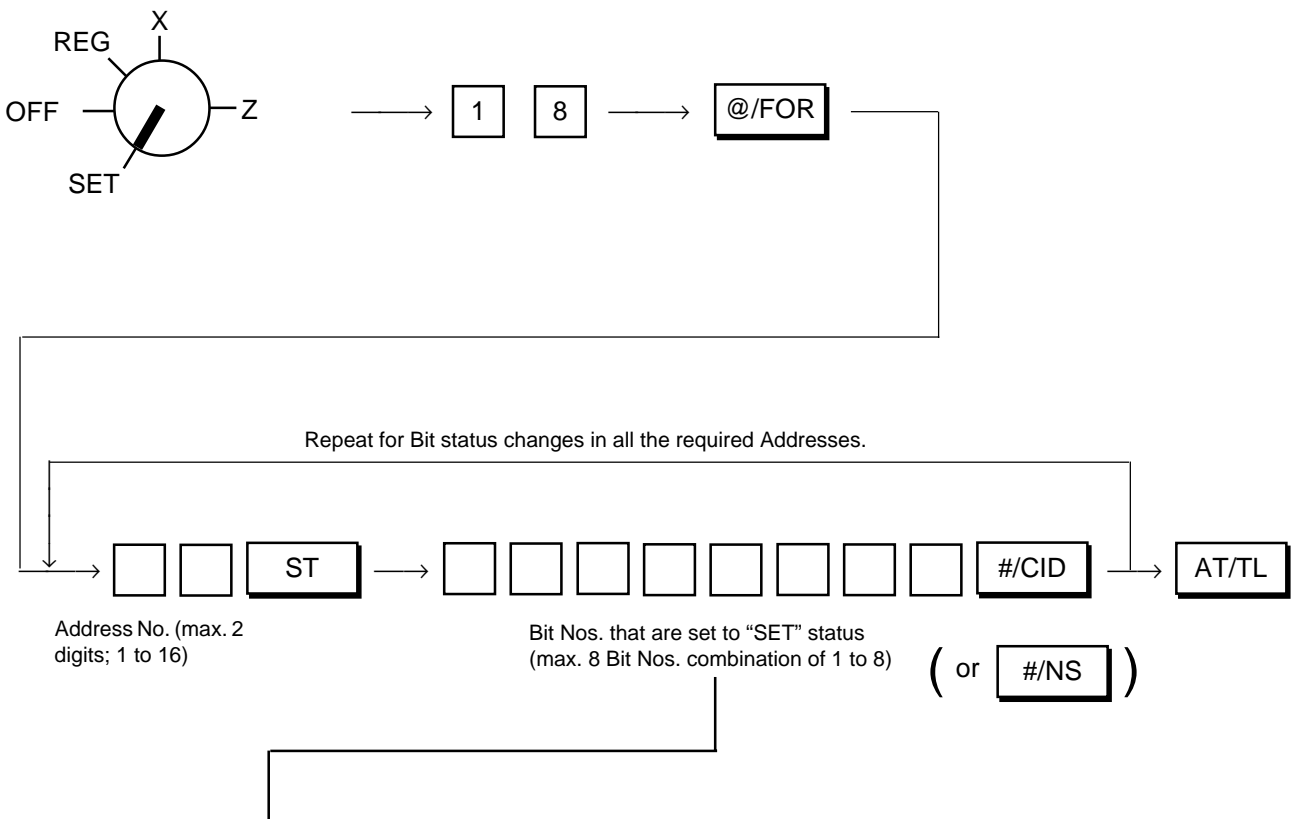 X
REG
OFF
Z
SET
1 8 @/FOR
Repeat for Bit status changes in all the required Addresses.
ST #/CID AT/TL
Address No. (max. 2
digits; 1 to 16)
Bit Nos. that are set to “SET” status
(max. 8 Bit Nos. combination of 1 to 8)
( or #/NS )